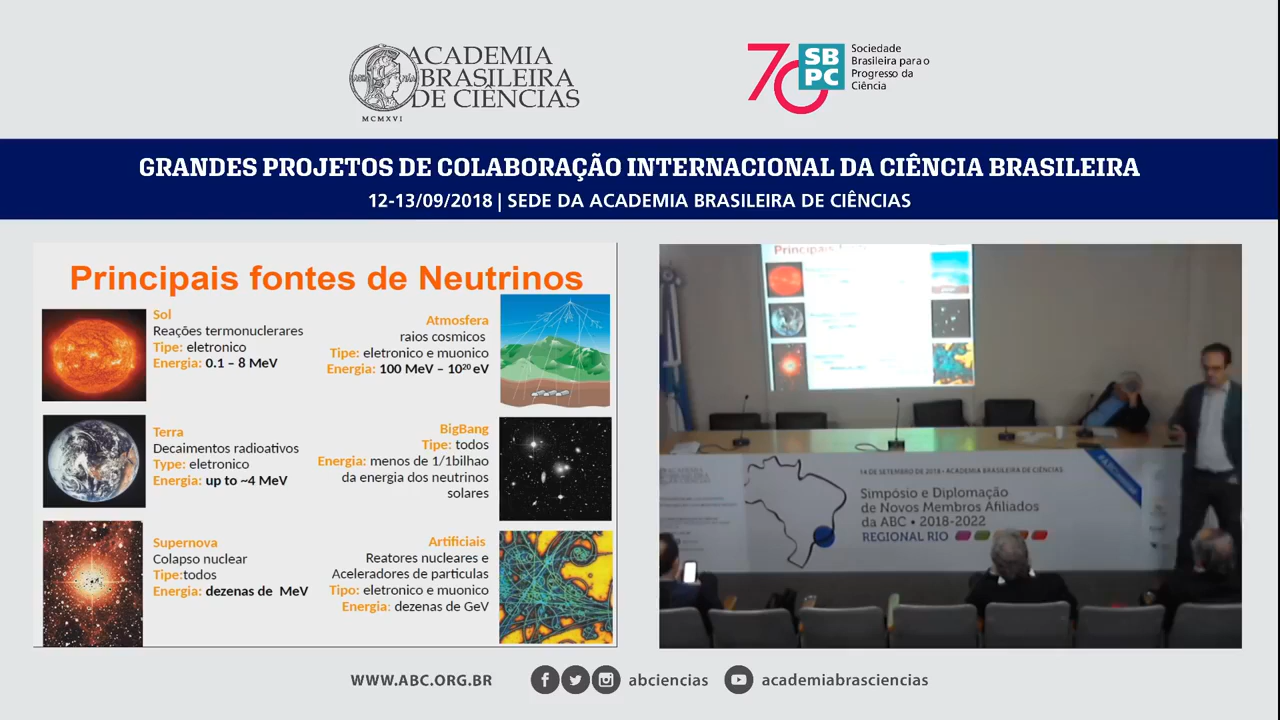 ACADEMIA
BRASILEIRA
DE CIÊNCIAS
MCMXVI
70
SB
PC
Sociedade
Brasileira para o
Progresso da
Ciência
GRANDES PROJETOS DE COLABORAÇÃO INTERNACIONAL DA CIÊNCIA BRASILEIRA
12-13/09/2018 | SEDE DA ACADEMIA BRASILEIRA DE CIÊNCIAS
Principais fontes de Neutrinos
Sol
Reações termonuclerares
Tipe: eletronico
Energia: 0.1 – 8 MeV
Atmosfera
raios cosmicos
Tipe: eletronico e muonico
Energia: 100 MeV – 10²⁰ eV
Terra
Decaimentos radioativos
Type: eletronico
Energia: up to ~4 MeV
BigBang
Tipe: todos
Energia: menos de 1/1bilhao
da energia dos neutrinos
solares
Supernova
Colapso nuclear
Tipe:todos
Energia: dezenas de MeV
Artificiais
Reatores nucleares e
Aceleradores de particulas
Tipo: eletronico e muonico
Energia: dezenas de GeV
14 DE SETEMBRO DE 2018 • ACADEMIA BRASILEIRA DE CIÊNCIAS
Simpósio e Diplomação
de Novos Membros Afiliados
da ABC • 2018-2022
REGIONAL RIO
WWW.ABC.ORG.BR
abciencias
academiabrasciencias